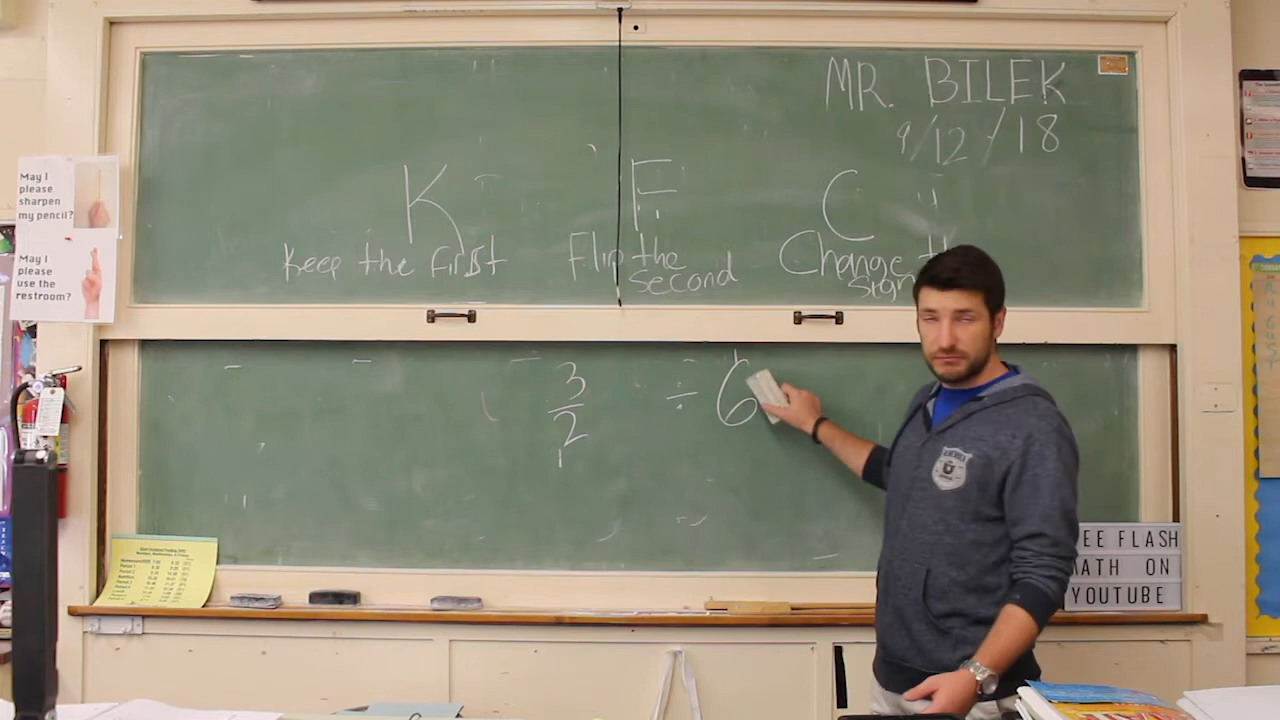 MR. BILEK
9/12/18
K F C
Keep the first
Flip the
second
Change
sign
3
2
÷ 6
May I
please
sharpen
my pencil?
May I
please
use the
restroom?
EE FLASH
MATH ON
YOUTUBE